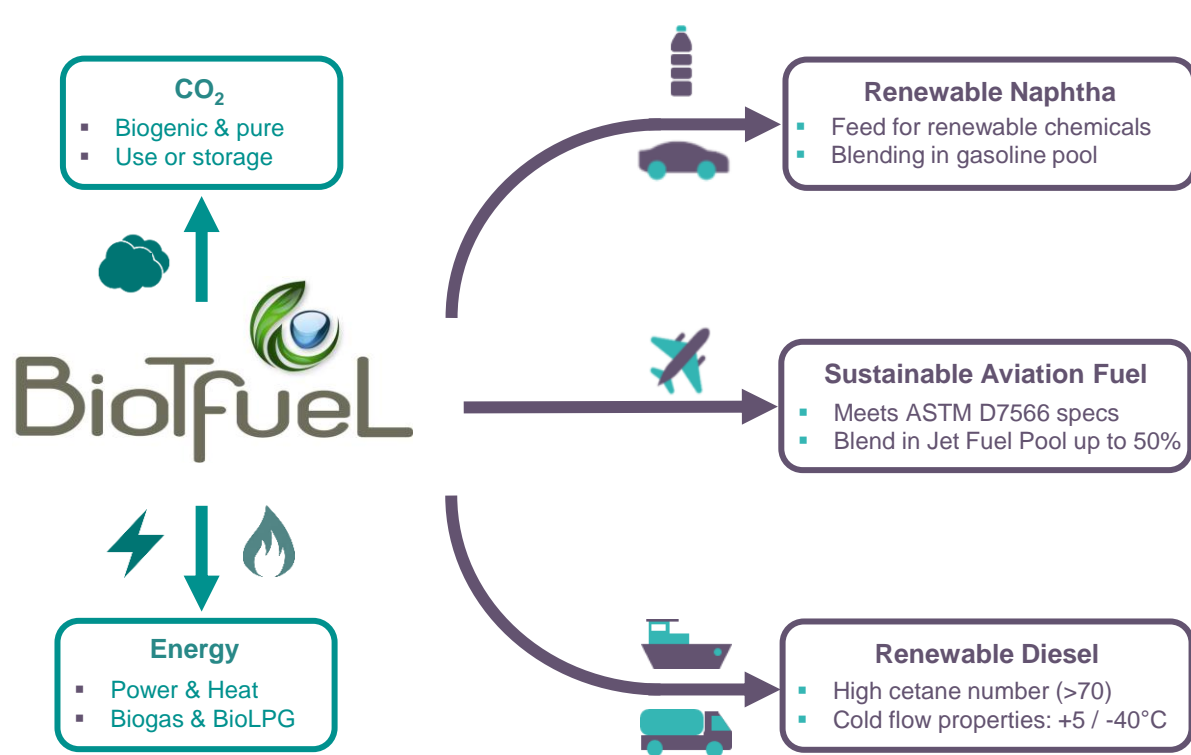 CO₂
▪ Biogenic & pure
▪ Use or storage
BioTfueL
Energy
▪ Power & Heat
▪ Biogas & BioLPG
Renewable Naphtha
▪ Feed for renewable chemicals
▪ Blending in gasoline pool
Sustainable Aviation Fuel
▪ Meets ASTM D7566 specs
▪ Blend in Jet Fuel Pool up to 50%
Renewable Diesel
▪ High cetane number (>70)
▪ Cold flow properties: +5 / -40°C